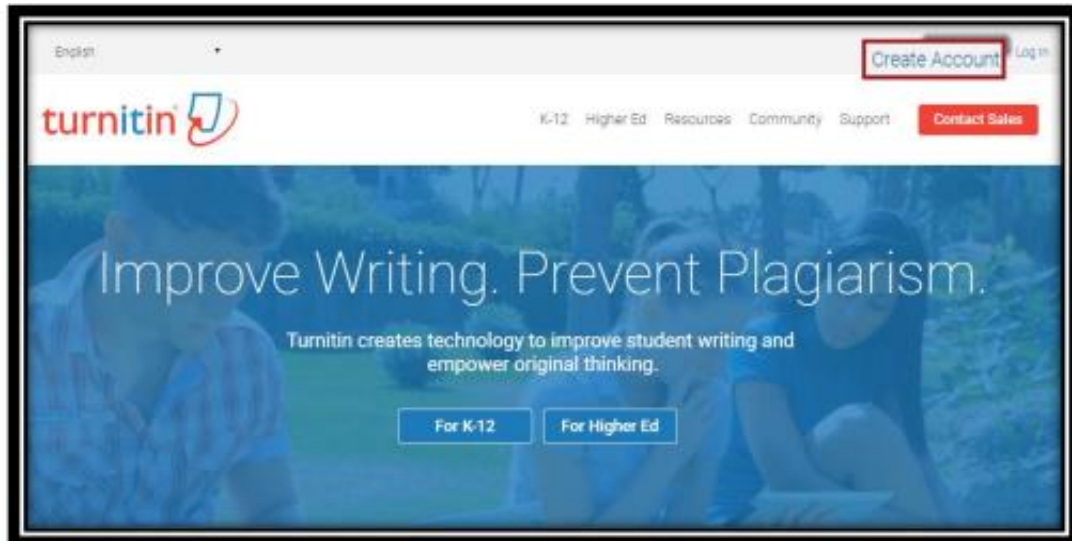 English
Create Account Log In
turnitin
K-12 Higher Ed Resources Community Support Contact Sales
Improve Writing. Prevent Plagiarism.
Turnitin creates technology to improve student writing and
empower original thinking.
For K-12 For Higher Ed